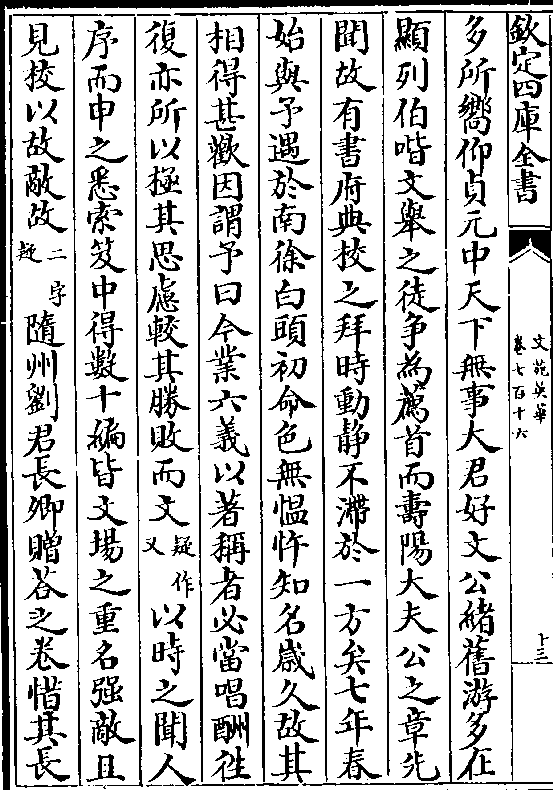 欽定四庫全書
文苑英華
卷七百十六
十三
多所嚮仰貞元中天下無事大君好文公緒舊游多在
顯列伯喈文舉之徒爭為薦首而壽陽大夫公之章先
聞故有書府典校之拜時動静不滯於一方矣七年春
始與予遇於南徐白頭初命色無愠忤知名歲久故其
相得甚歡因謂予曰今業六義以著稱者必當唱酬往
復亦所以極其思慮較其勝敗而文疑作又以時之聞人
序而申之悉索笈中得數十編皆文場之重名强敵且
見校以故敵故二字疑隨州劉君長卿贈答之卷惜其長